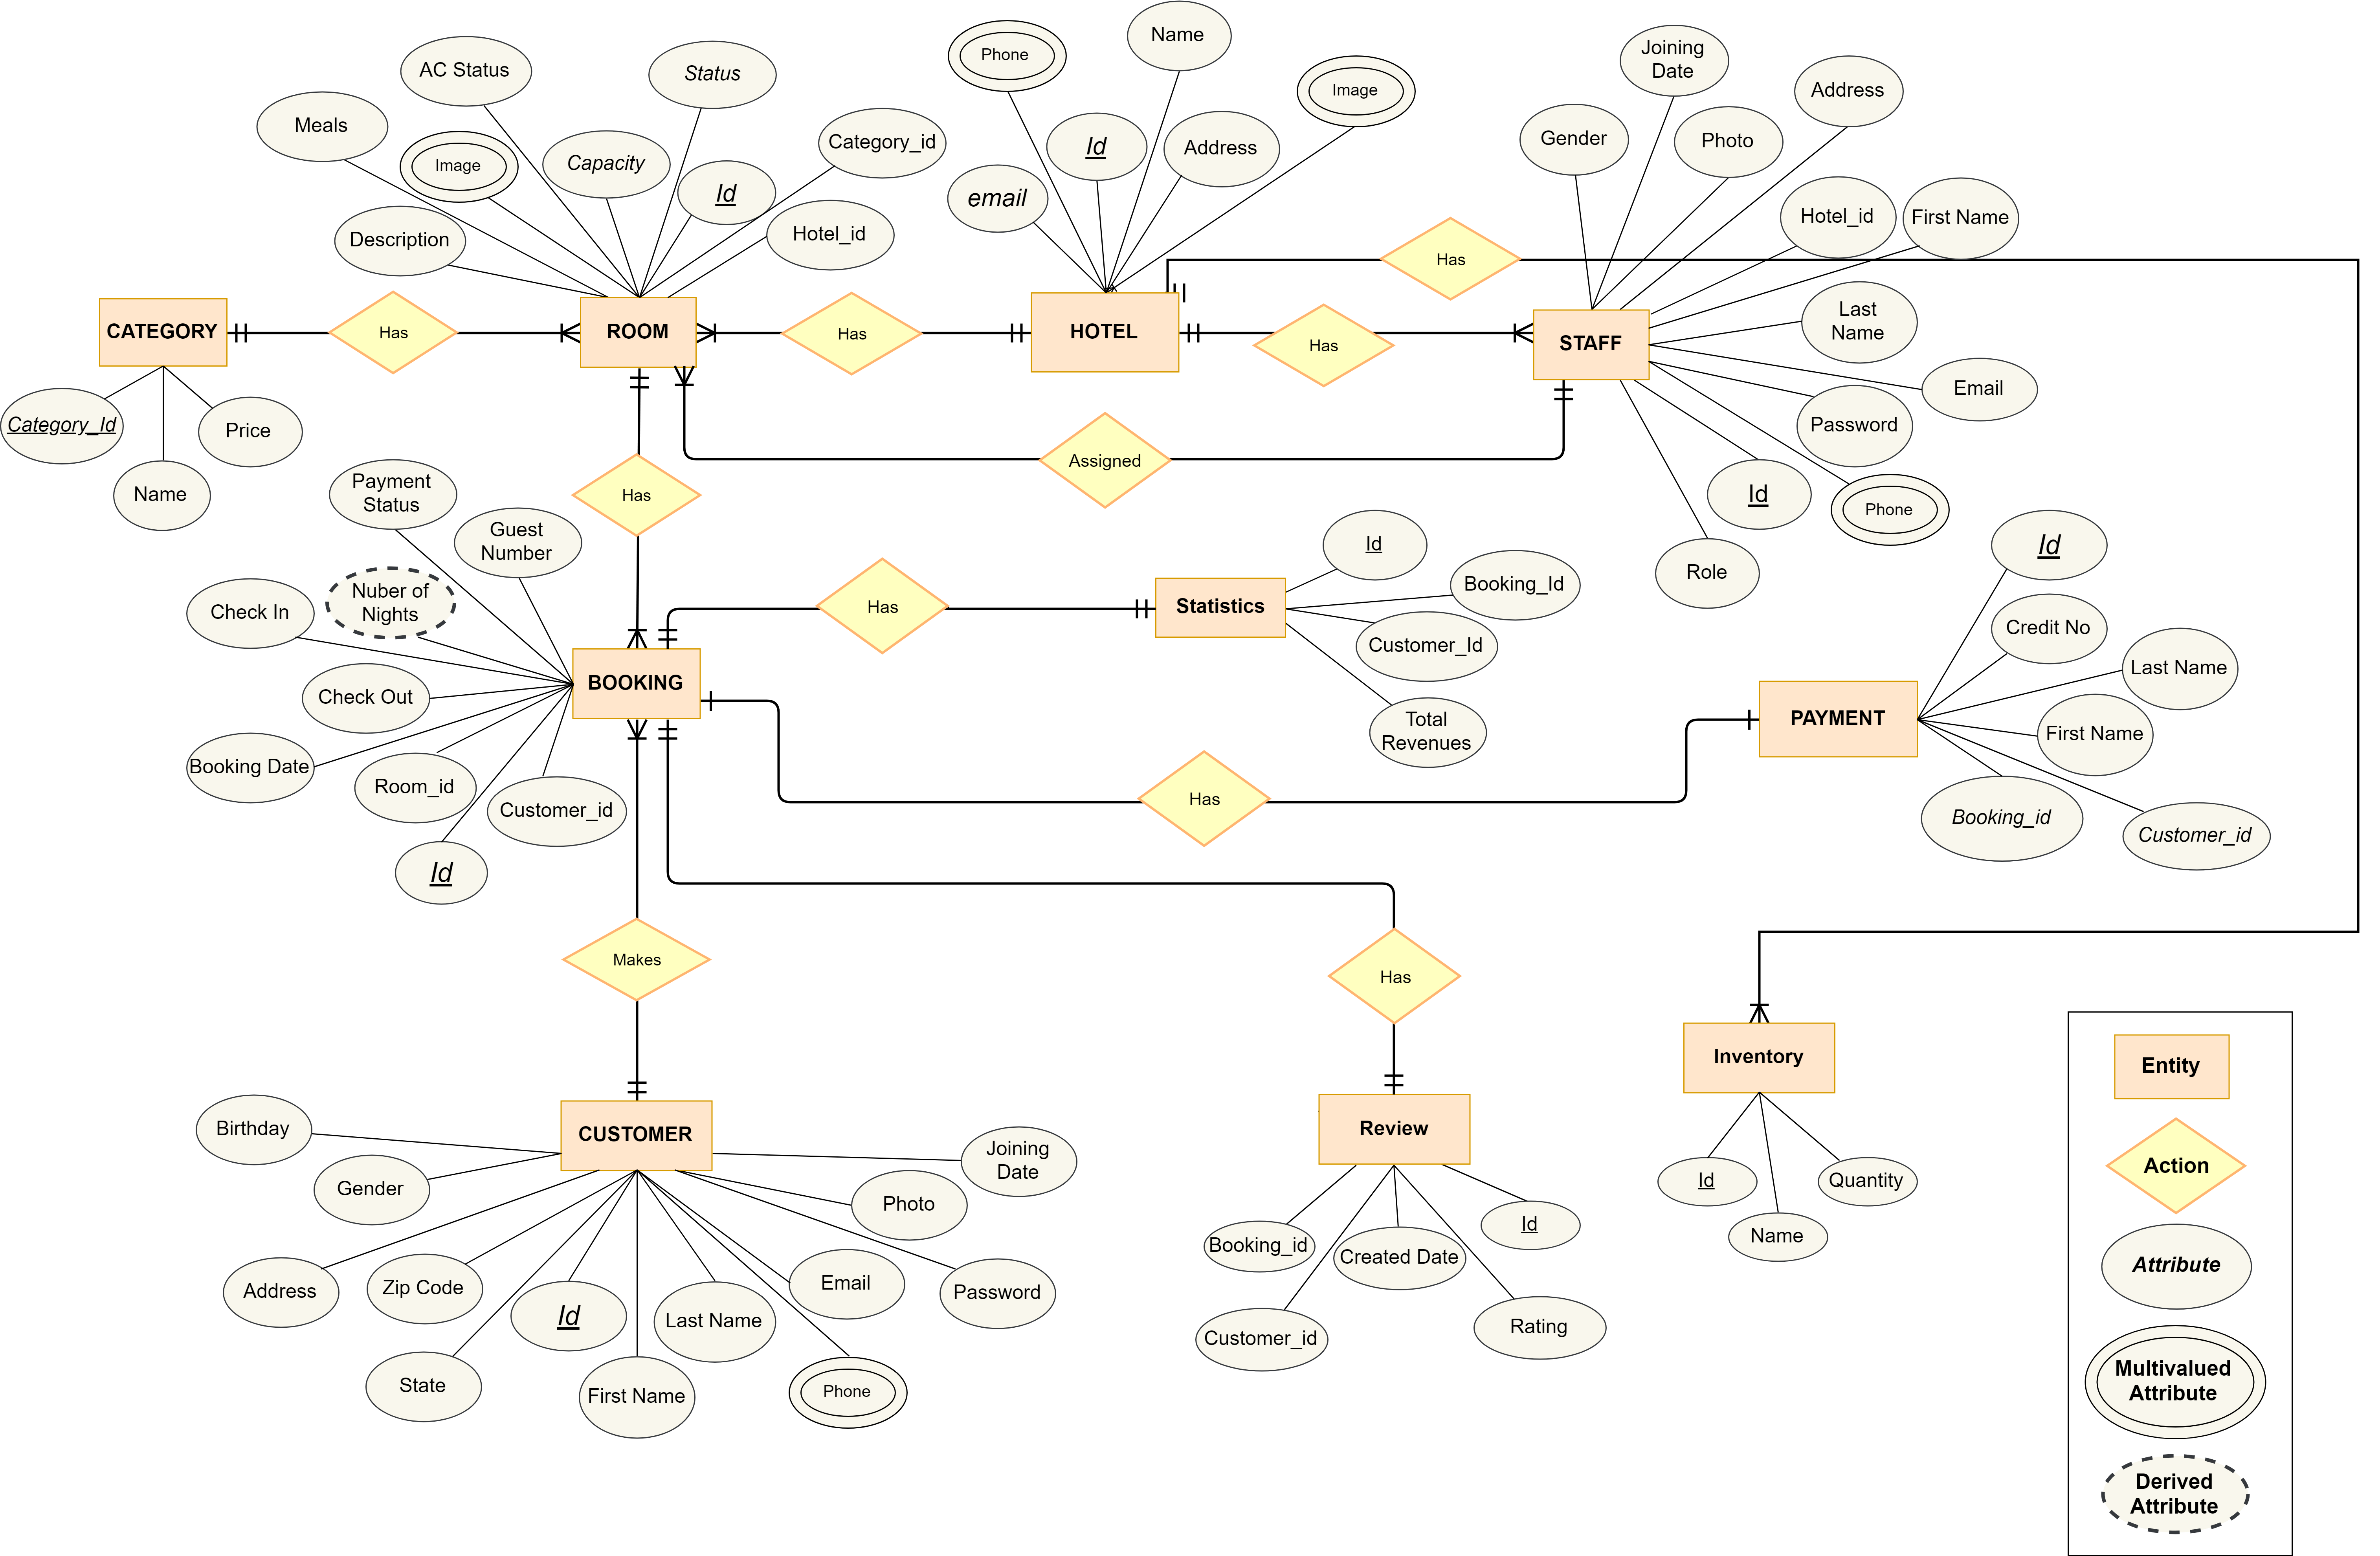 Name
Phone
Joining
Date
AC Status
Status
Image
Address
Meals
Category_id
Id
Address
Gender
Photo
Image
Capacity
Id
email
Hotel_id
First Name
Description
Hotel_id
Has
Last
Name
CATEGORY
Has
ROOM
Has
HOTEL
Has
STAFF
Email
Category_Id
Price
Password
Assigned
Name
Payment
Status
Has
Id
Phone
Guest
Number
Id
Id
Role
Booking_Id
Nuber of
Nights
Check In
Has
Statistics
Customer_Id
Credit No
BOOKING
Last Name
Check Out
PAYMENT
Total
Revenues
First Name
Booking Date
Room_id
Has
Customer_id
Booking_id
Customer_id
Id
Makes
Has
Inventory
Entity
Birthday
CUSTOMER
Review
Joining
Date
Action
Gender
Id
Quantity
Photo
Id
Name
Booking_id
Created Date
Attribute
Address
Zip Code
Email
Password
Id
Last Name
Rating
Customer_id
State
First Name
Phone
Multivalued
Attribute
Derived
Attribute